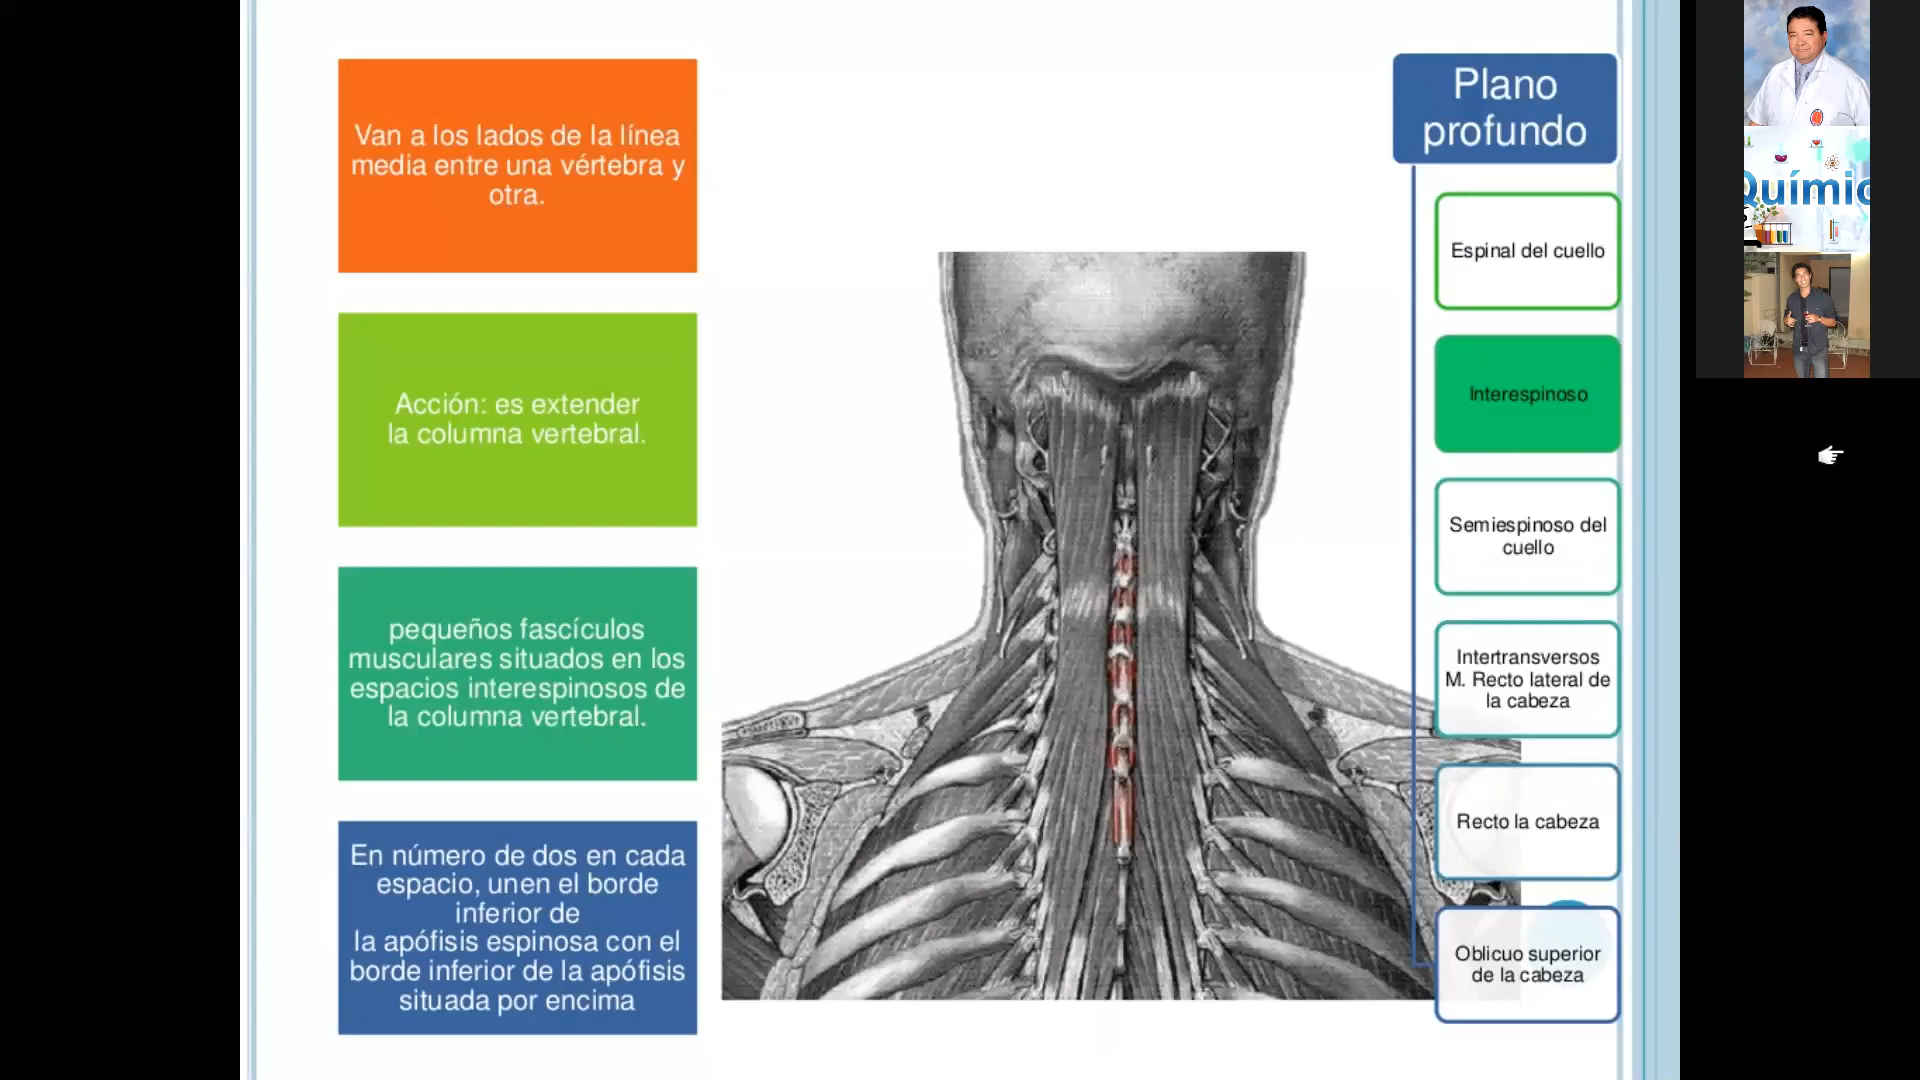 Van a los lados de la línea
media entre una vértebra y
otra.
Acción: es extender
la columna vertebral.
pequeños fascículos
musculares situados en los
espacios interespinosos de
la columna vertebral.
En número de dos en cada
espacio, unen el borde
inferior de
la apófisis espinosa con el
borde inferior de la apófisis
situada por encima
Plano
profundo
Espinal del cuello
Interespinoso
Semiespinoso del
cuello
Intertransversos
M. Recto lateral de
la cabeza
Recto la cabeza
Oblicuo superior
de la cabeza
Químic